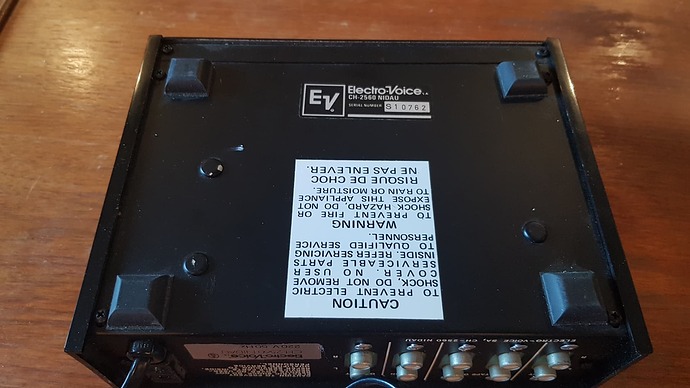 EV
Electro-Voice S.A.
CH-2560 NIDAU
SERIAL NUMBER S10762
CAUTION
TO PREVENT ELECTRIC
SHOCK, DO NOT REMOVE
COVER. NO USER
SERVICEABLE PARTS
INSIDE. REFER SERVICING
TO QUALIFIED SERVICE
PERSONNEL.
WARNING
TO PREVENT FIRE OR
SHOCK HAZARD, DO NOT
EXPOSE THIS APPLIANCE
TO RAIN OR MOISTURE.
RISQUE DE CHOC
NE PAS ENLEVER.
ELECTRO-VOICE SA, CH-2560 NIDAU
Electro-Voice
220V